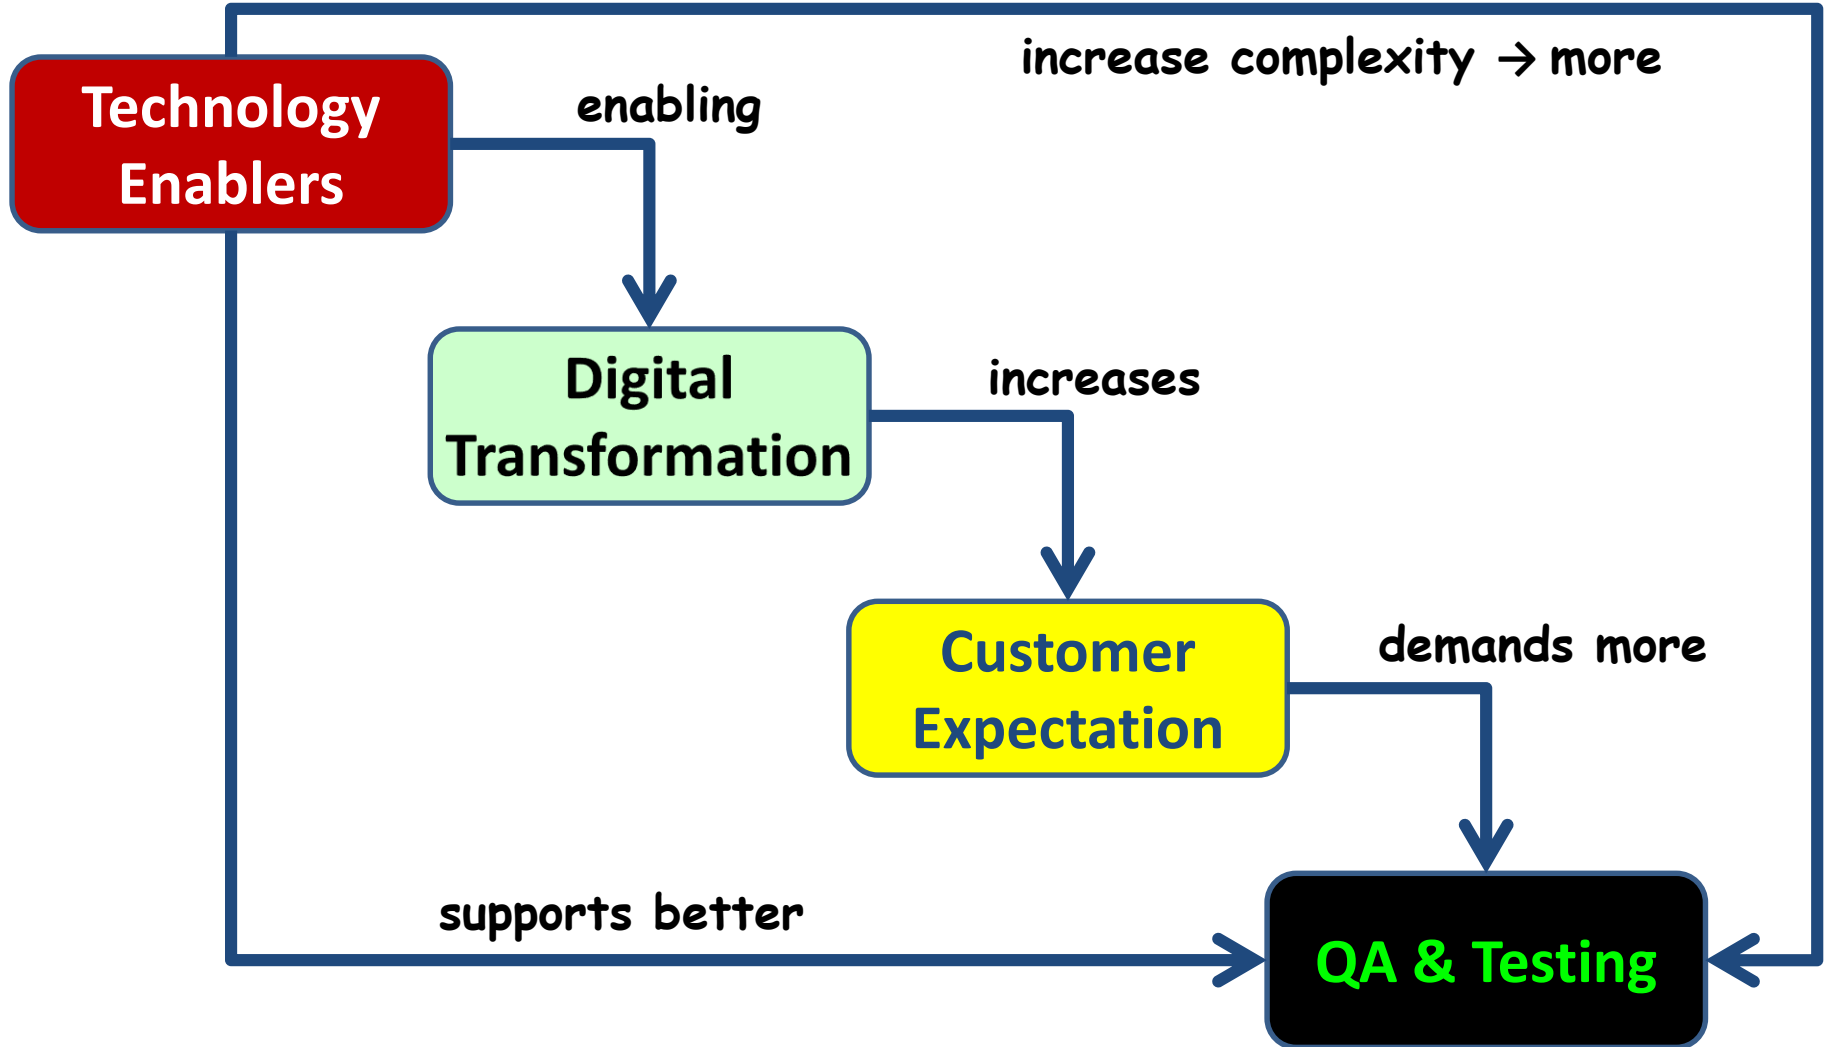 increase complexity → more
Technology
Enablers
enabling
Digital
Transformation
increases
Customer
Expectation
demands more
supports better
QA & Testing